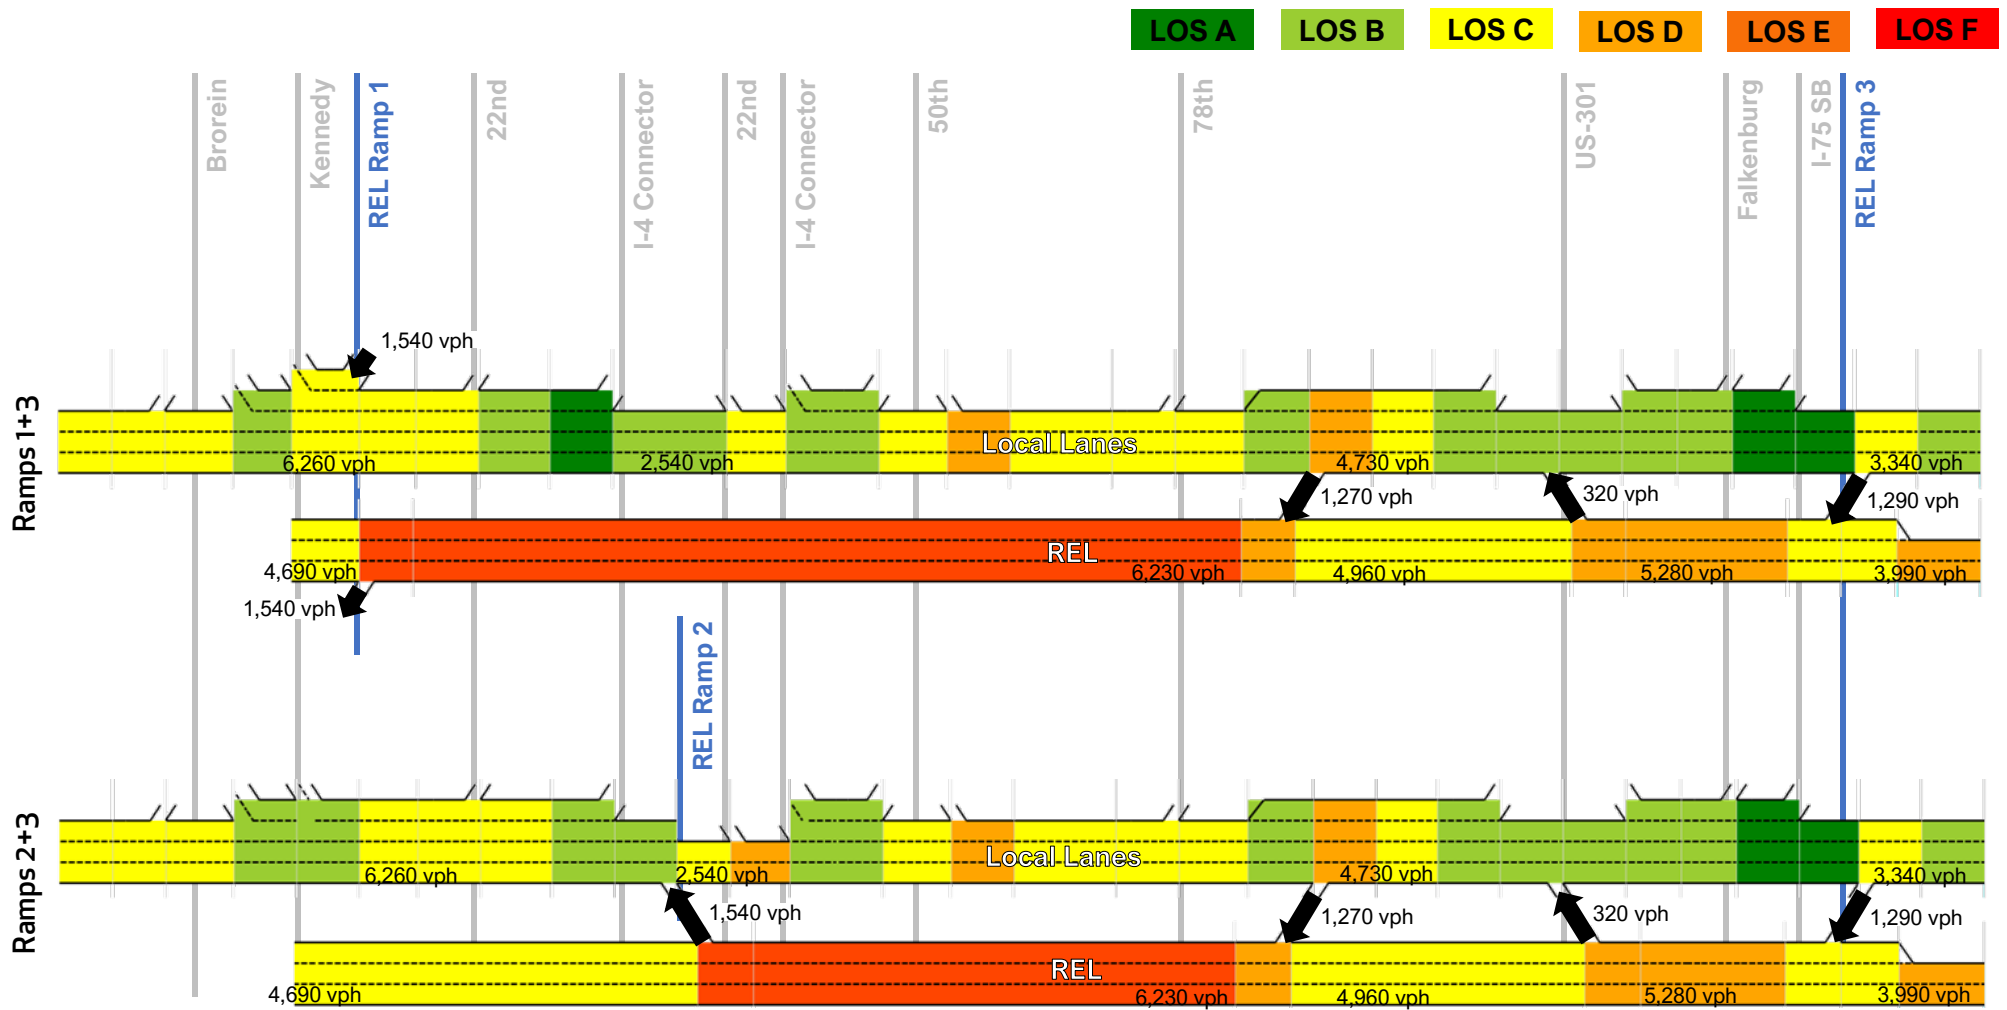 LOS A
LOS B
LOS C
LOS D
LOS E
LOS F
Brorein
Kennedy
REL Ramp 1
22nd
I-4 Connector
22nd
I-4 Connector
50th
78th
US-301
Falkenburg
I-75 SB
REL Ramp 3
Ramps 1+3
1,540 vph
Local Lanes
6,260 vph
2,540 vph
4,730 vph
3,340 vph
1,270 vph
320 vph
1,290 vph
REL
4,690 vph
6,230 vph
4,960 vph
5,280 vph
3,990 vph
1,540 vph
REL Ramp 2
Ramps 2+3
Local Lanes
6,260 vph
2,540 vph
4,730 vph
3,340 vph
1,540 vph
1,270 vph
320 vph
1,290 vph
REL
4,690 vph
6,230 vph
4,960 vph
5,280 vph
3,990 vph